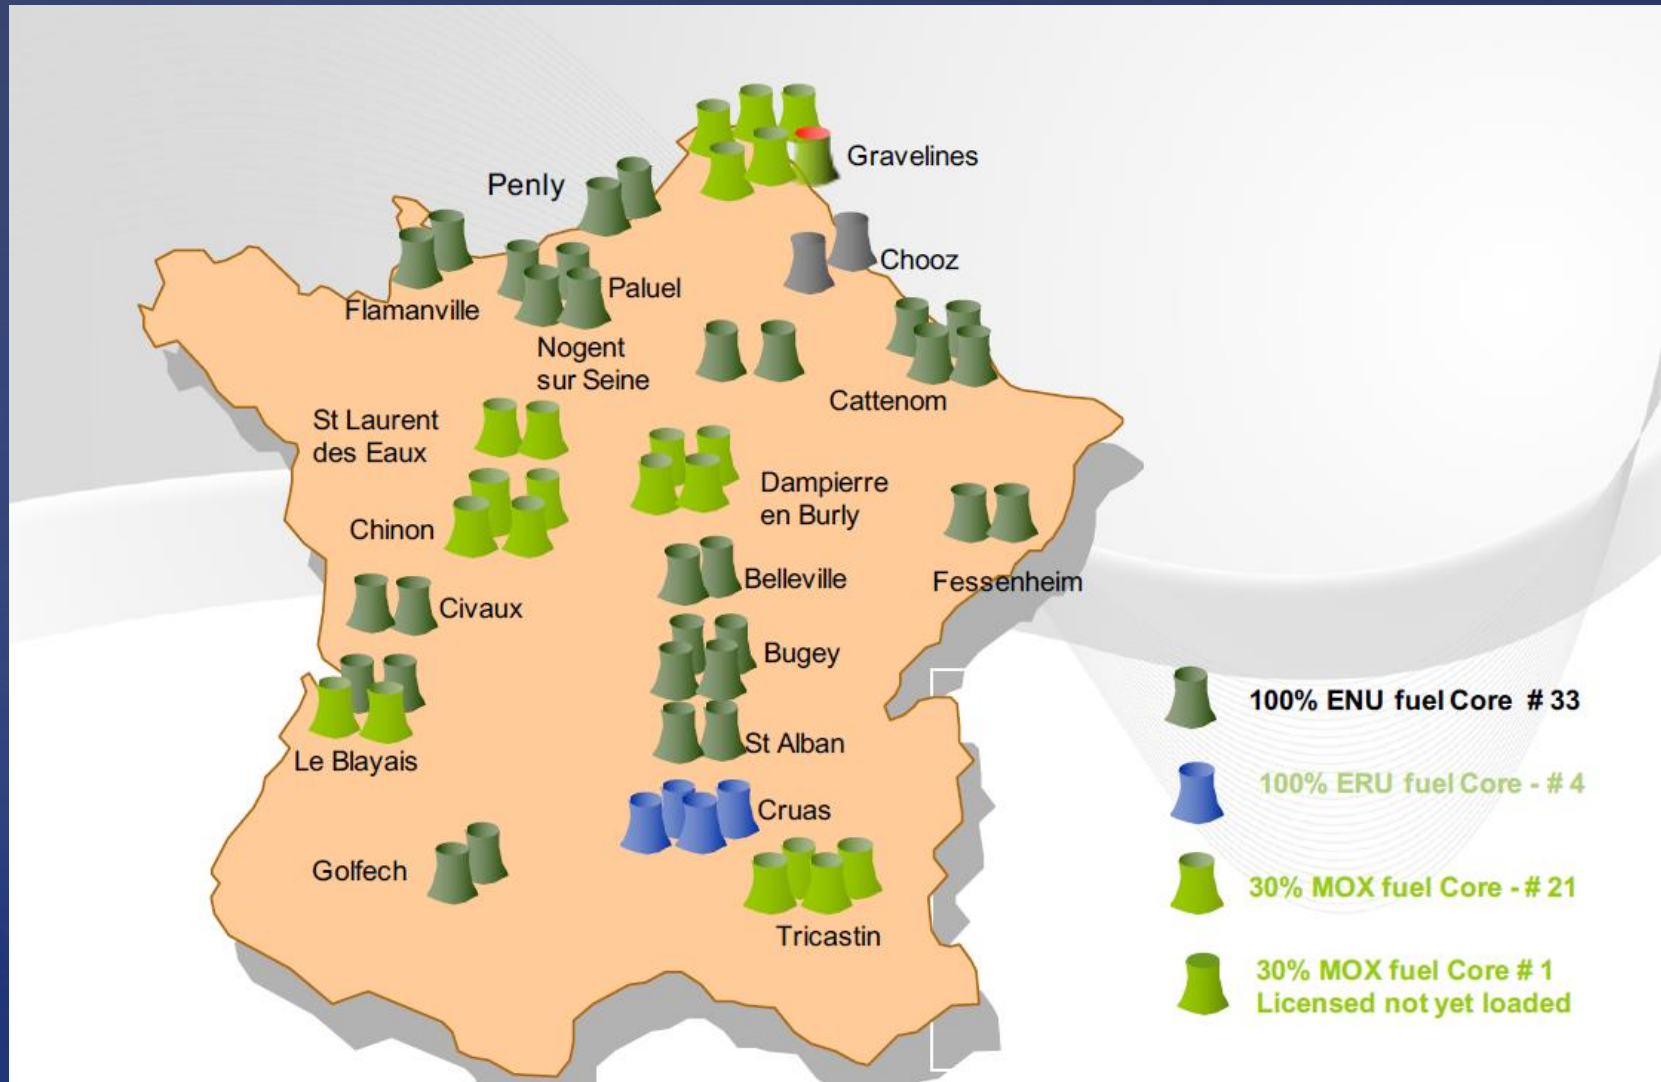 Gravelines
Penly
Chooz
Paluel
Flamanville
Nogent
sur Seine
Cattenom
St Laurent
des Eaux
Dampierre
en Burly
Chinon
Belleville
Fessenheim
Civaux
Bugey
St Alban
Le Blayais
Cruas
Golfech
Tricastin
100% ENU fuel Core # 33
100% ERU fuel Core - # 4
30% MOX fuel Core - # 21
30% MOX fuel Core # 1
Licensed not yet loaded